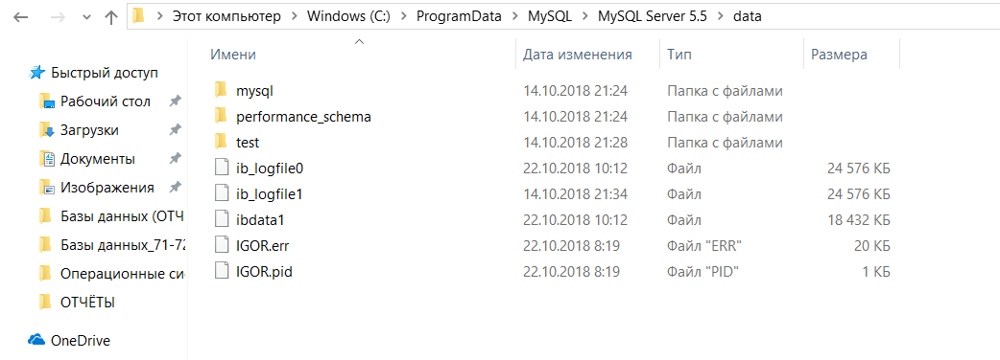 Этот компьютер Windows (C:) ProgramData MySQL MySQL Server 5.5 data
Имени Дата изменения Тип Размера
Быстрый доступ
Рабочий стол
Загрузки
Документы
Изображения
Базы данных (ОТЧ
Базы данных_71-72
Операционные сис
ОТЧЁТЫ
OneDrive
mysql 14.10.2018 21:24 Папка с файлами
performance_schema 14.10.2018 21:24 Папка с файлами
test 14.10.2018 21:28 Папка с файлами
ib_logfile0 22.10.2018 10:12 Файл 24 576 КБ
ib_logfile1 14.10.2018 21:34 Файл 24 576 КБ
ibdata1 22.10.2018 10:12 Файл 18 432 КБ
IGOR.err 22.10.2018 8:19 Файл "ERR" 20 КБ
IGOR.pid 22.10.2018 8:19 Файл "PID" 1 КБ